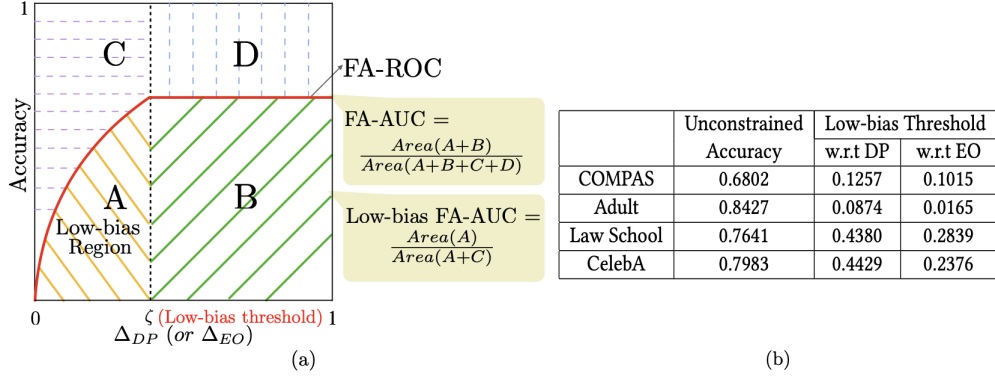 1
C
D
FA-ROC
Accuracy
FA-AUC =
Area(A+B)
Area(A+B+C+D)
A
B
Low-bias
Region
Low-bias FA-AUC =
Area(A)
Area(A+C)
0
ζ (Low-bias threshold)
1
Δ_DP (or Δ_EO)
(a)
Unconstrained Low-bias Threshold
Accuracy w.r.t DP w.r.t EO
COMPAS 0.6802 0.1257 0.1015
Adult 0.8427 0.0874 0.0165
Law School 0.7641 0.4380 0.2839
CelebA 0.7983 0.4429 0.2376
(b)